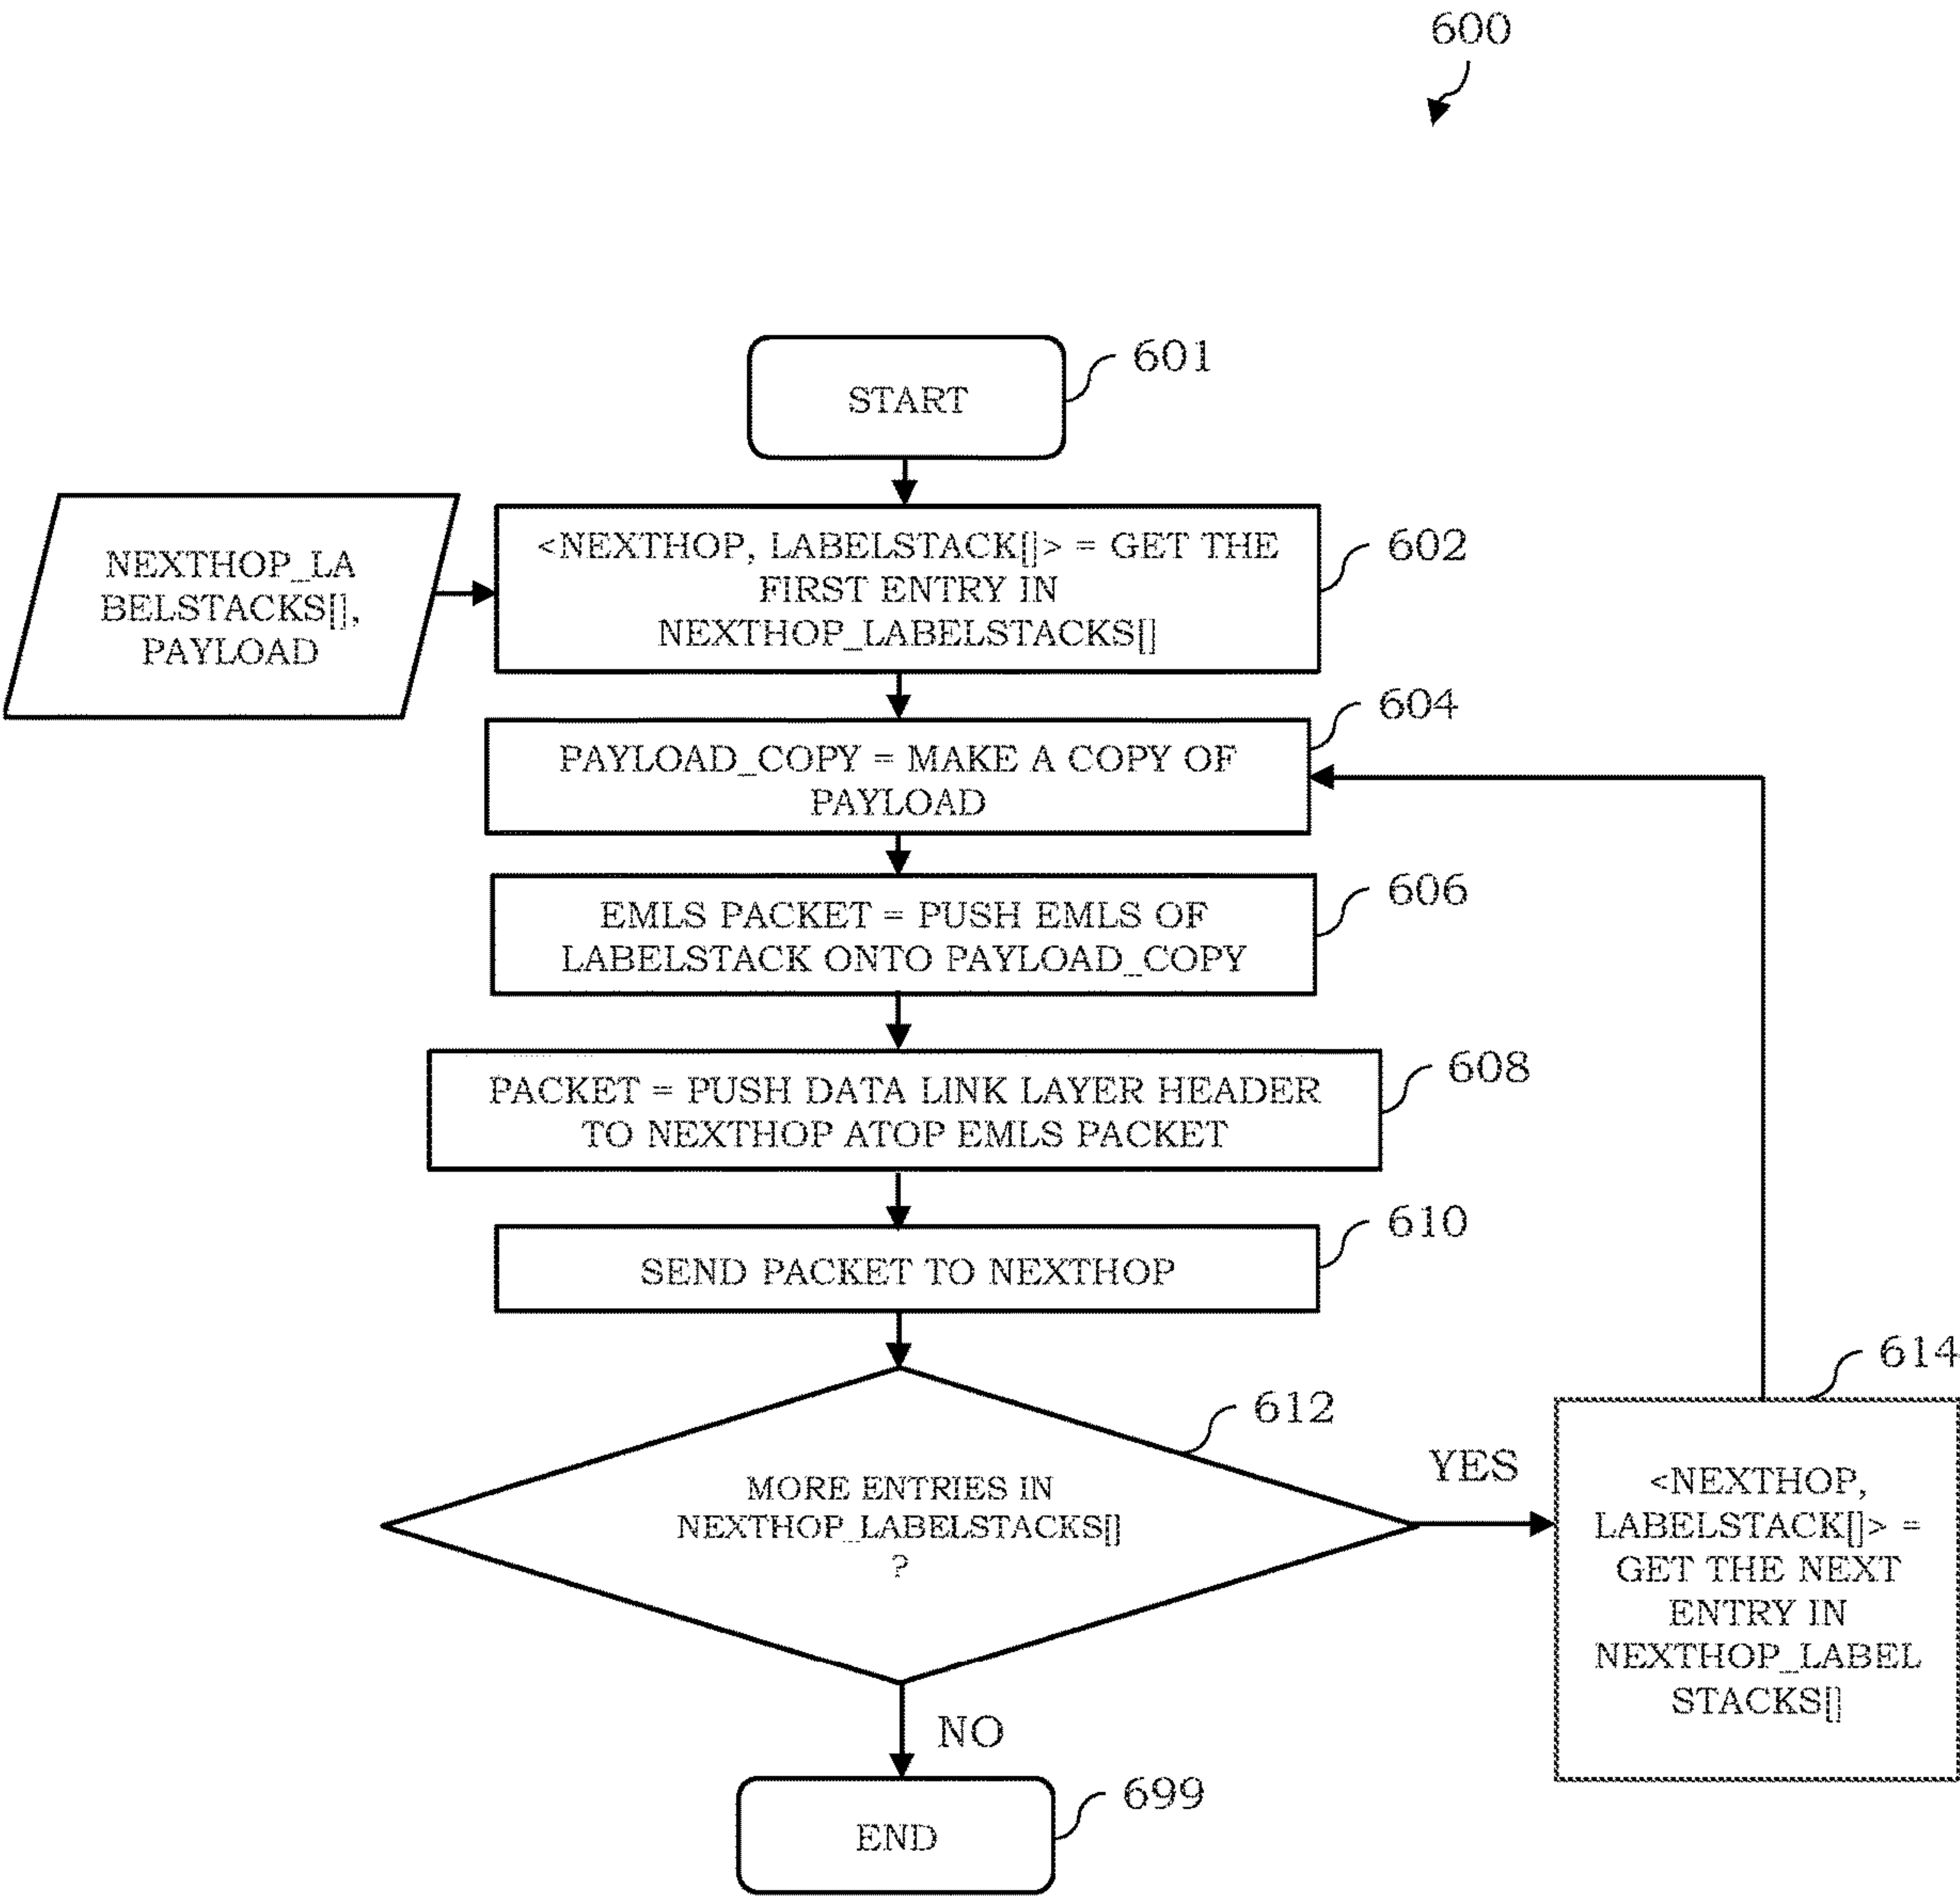 600
START
601
NEXTHOP_LA
BELSTACKS[],
PAYLOAD
<NEXTHOP, LABELSTACK[]> = GET THE
FIRST ENTRY IN
NEXTHOP_LABELSTACKS[]
602
PAYLOAD_COPY = MAKE A COPY OF
PAYLOAD
604
EMLS PACKET = PUSH EMLS OF
LABELSTACK ONTO PAYLOAD_COPY
606
PACKET = PUSH DATA LINK LAYER HEADER
TO NEXTHOP ATOP EMLS PACKET
608
SEND PACKET TO NEXTHOP
610
MORE ENTRIES IN
NEXTHOP_LABELSTACKS[]
?
612
YES
614
<NEXTHOP,
LABELSTACK[]> =
GET THE NEXT
ENTRY IN
NEXTHOP_LABEL
STACKS[]
NO
END
699